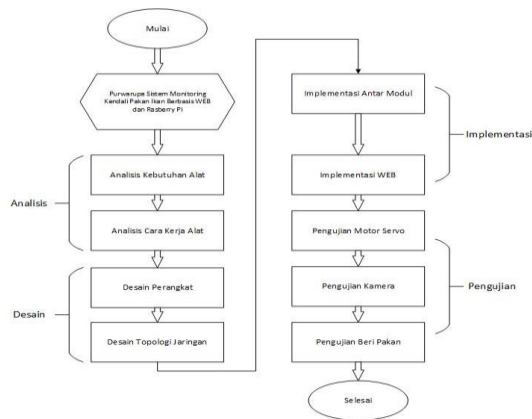 Mulai
Purwarupa Sistem Monitoring
Kendali Pakan Ikan Berbasis WEB
dan Rasberry Pi
Analisis
Analisis Kebutuhan Alat
Analisis Cara Kerja Alat
Desain
Desain Perangkat
Desain Topologi Jaringan
Implementasi Antar Modul
Implementasi
Implementasi WEB
Pengujian Motor Servo
Pengujian Kamera
Pengujian
Pengujian Beri Pakan
Selesai